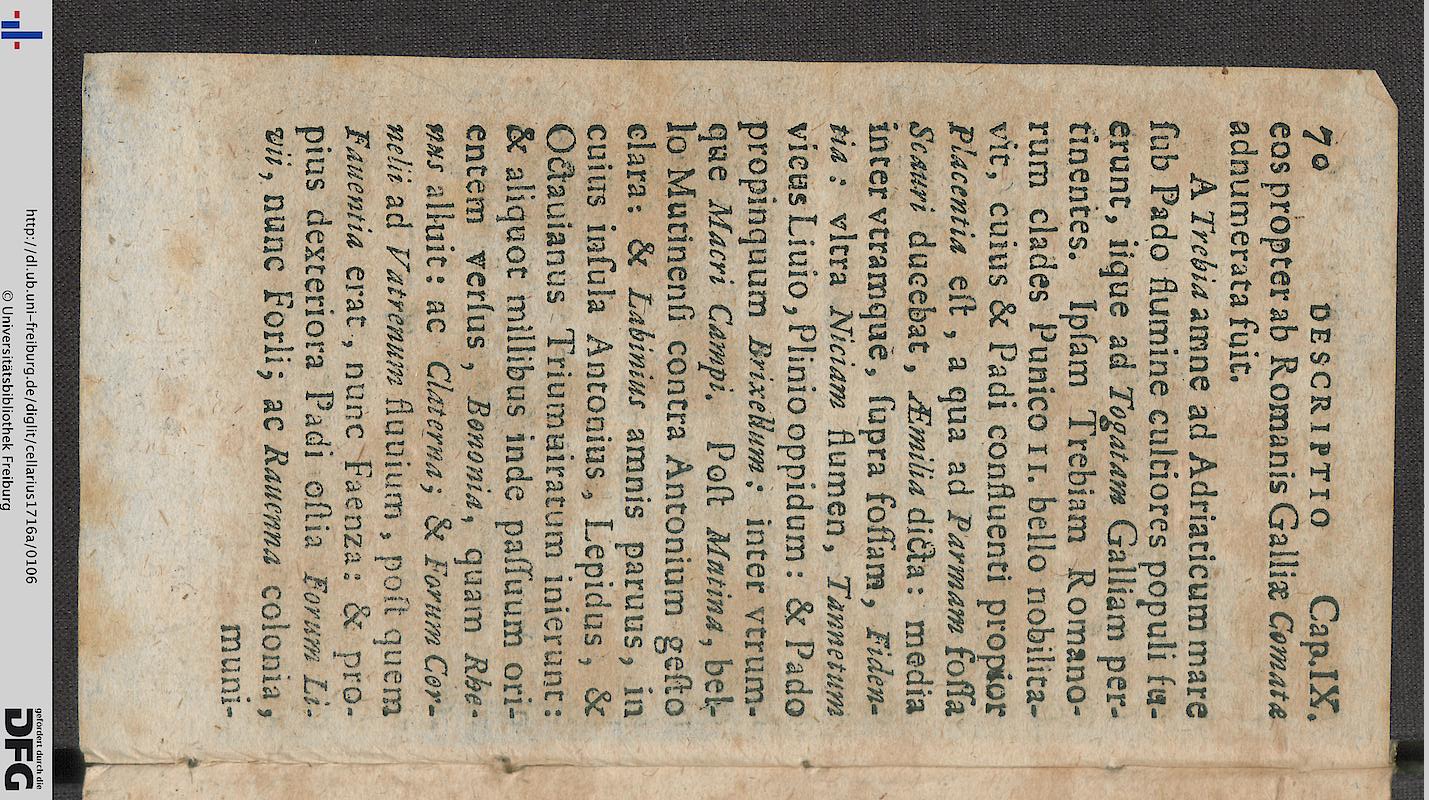 70 DESCRIPTIO Cap. IX.
eos propter ab Romanis Galliæ Comatæ
adnumerata fuit.
A Trebia amne ad Adriaticum mare
ſub Pado flumine cultiores populi fu-
erunt, iique ad Togatam Galliam per-
tinentes. Ipſam Trebiam Romano-
rum clades Punico II. bello nobilita-
vit, cuius & Padi confluenti propior
Placentia eſt, a qua ad Parmam foſſa
Scauri ducebat, Æmilia dicta: media
inter vtramque, ſupra foſſam, Fiden-
tia: vltra Niciam flumen, Tannetum
vicus Liuio, Plinio oppidum: & Pado
propinquum Brixellum: inter vtrum-
que Macri Campi. Poſt Mutina, bel-
lo Mutinenſi contra Antonium geſto
clara: & Labinius amnis paruus, in
cuius inſula Antonius, Lepidus, &
Octauianus Triumuiratum inierunt:
& aliquot millibus inde paſſuum ori-
entem verſus, Bononia, quam Rhe-
nus alluit: ac Claterna; & Forum Cor-
nelii ad Vatrenum fluuium, poſt quem
Fauentia erat, nunc Faenza: & pro-
pius dexteriora Padi oſtia Forum Li-
vii, nunc Forli; ac Rauenna colonia,
muni-
http://dl.ub.uni-freiburg.de/diglit/cellarius1716a/0106
© Universitätsbibliothek Freiburg
gefördert durch die
DFG